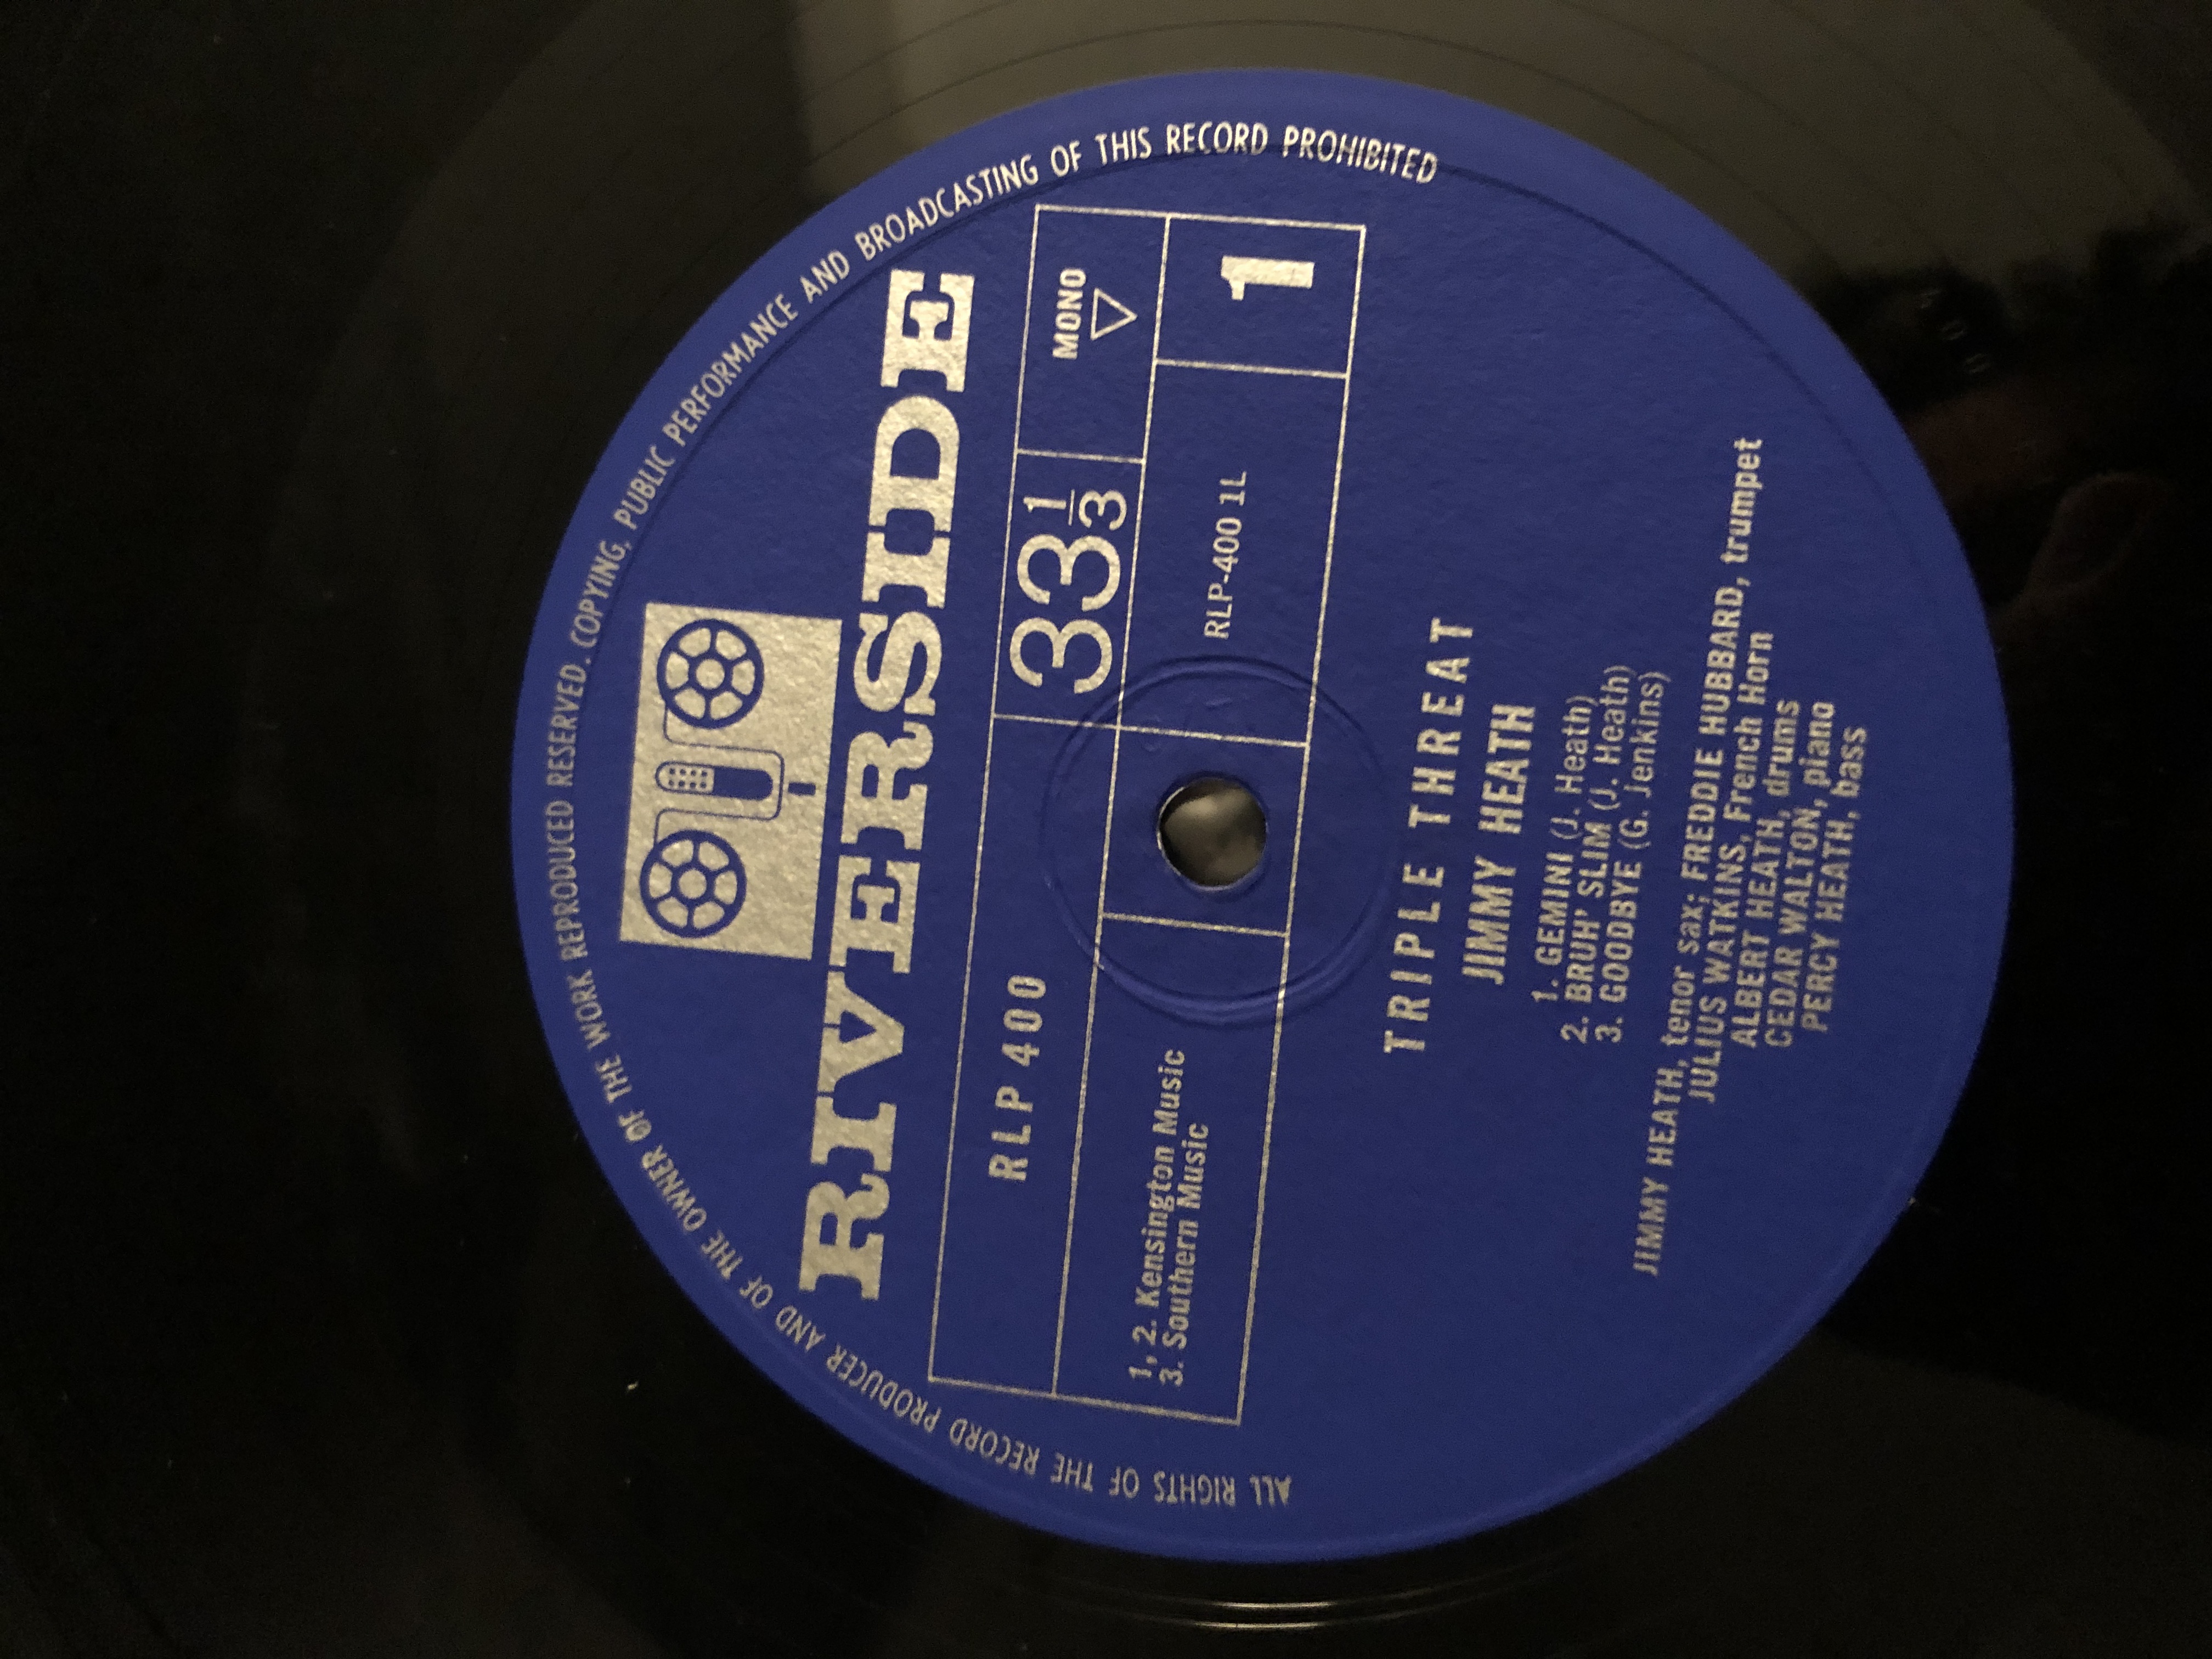 ALL RIGHTS OF THE RECORD PRODUCER AND OF THE OWNER OF THE WORK REPRODUCED RESERVED. COPYING, PUBLIC PERFORMANCE AND BROADCASTING OF THIS RECORD PROHIBITED
RIVERSIDE
RLP 400
33 1/3
MONO
1, 2. Kensington Music
3. Southern Music
RLP-400 1L
1
TRIPLE THREAT
JIMMY HEATH
1. GEMINI (J. Heath)
2. BRUH' SLIM (J. Heath)
3. GOODBYE (G. Jenkins)
JIMMY HEATH, tenor sax; FREDDIE HUBBARD, trumpet
JULIUS WATKINS, French Horn
ALBERT HEATH, drums
CEDAR WALTON, piano
PERCY HEATH, bass